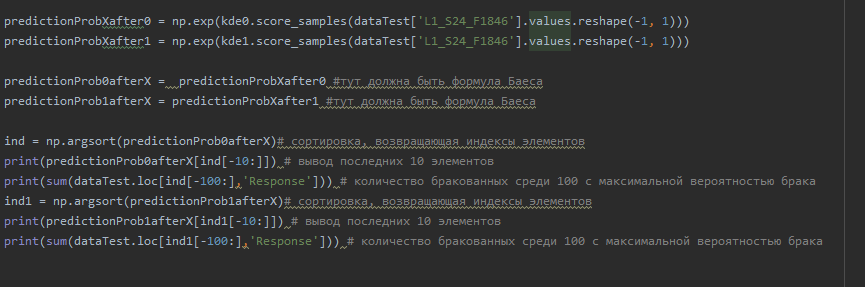 predictionProbXafter0 = np.exp(kde0.score_samples(dataTest['L1_S24_F1846'].values.reshape(-1, 1)))
predictionProbXafter1 = np.exp(kde1.score_samples(dataTest['L1_S24_F1846'].values.reshape(-1, 1)))
predictionProb0afterX =  predictionProbXafter0 #тут должна быть формула Баеса
predictionProb1afterX = predictionProbXafter1 #тут должна быть формула Баеса
ind = np.argsort(predictionProb0afterX)# сортировка, возвращающая индексы элементов
print(predictionProb0afterX[ind[-10:]]) # вывод последних 10 элементов
print(sum(dataTest.loc[ind[-100:],'Response'])) # количество бракованных среди 100 с максимальной вероятностью брака
ind1 = np.argsort(predictionProb1afterX)# сортировка, возвращающая индексы элементов
print(predictionProb1afterX[ind1[-10:]]) # вывод последних 10 элементов
print(sum(dataTest.loc[ind1[-100:],'Response'])) # количество бракованных среди 100 с максимальной вероятностью брака